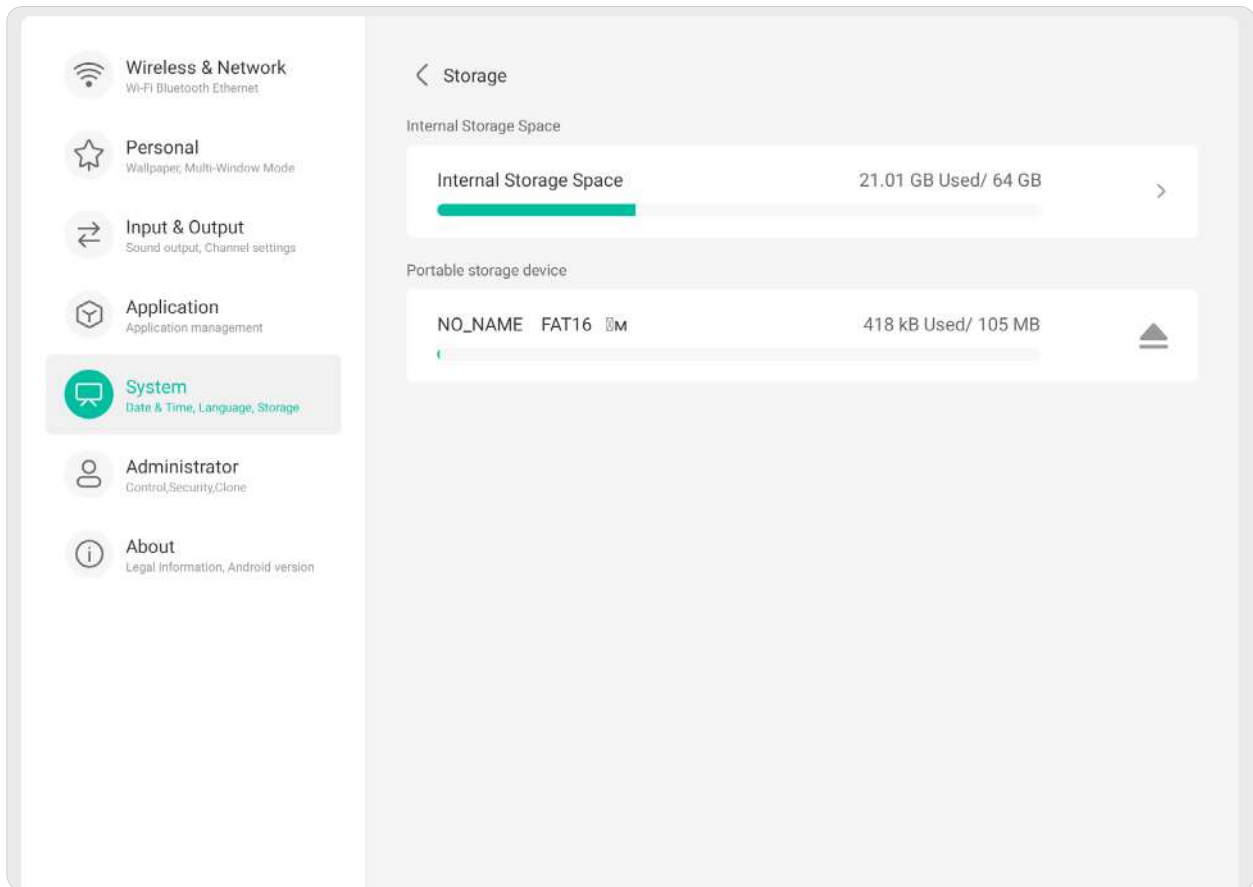 Wireless & Network
Wi-Fi Bluetooth Ethernet
Personal
Wallpaper, Multi-Window Mode
Input & Output
Sound output, Channel settings
Application
Application management
System
Date & Time, Language, Storage
Administrator
Control,Security,Clone
About
Legal Information, Android version
Storage
Internal Storage Space
Internal Storage Space 21.01 GB Used/ 64 GB
Portable storage device
NO_NAME FAT16 M 418 kB Used/ 105 MB